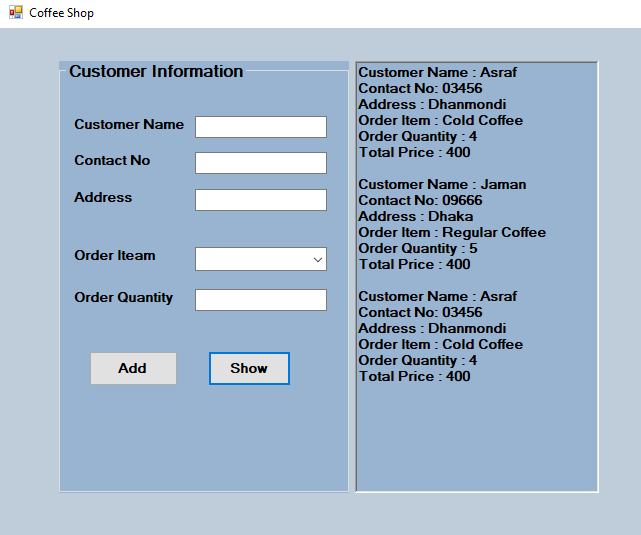 Coffee Shop
Customer Information
Customer Name
Contact No
Address
Order Iteam
Order Quantity
Add
Show
Customer Name : Asraf
Contact No: 03456
Address : Dhanmondi
Order Item : Cold Coffee
Order Quantity : 4
Total Price : 400
Customer Name : Jaman
Contact No: 09666
Address : Dhaka
Order Item : Regular Coffee
Order Quantity : 5
Total Price : 400
Customer Name : Asraf
Contact No: 03456
Address : Dhanmondi
Order Item : Cold Coffee
Order Quantity : 4
Total Price : 400